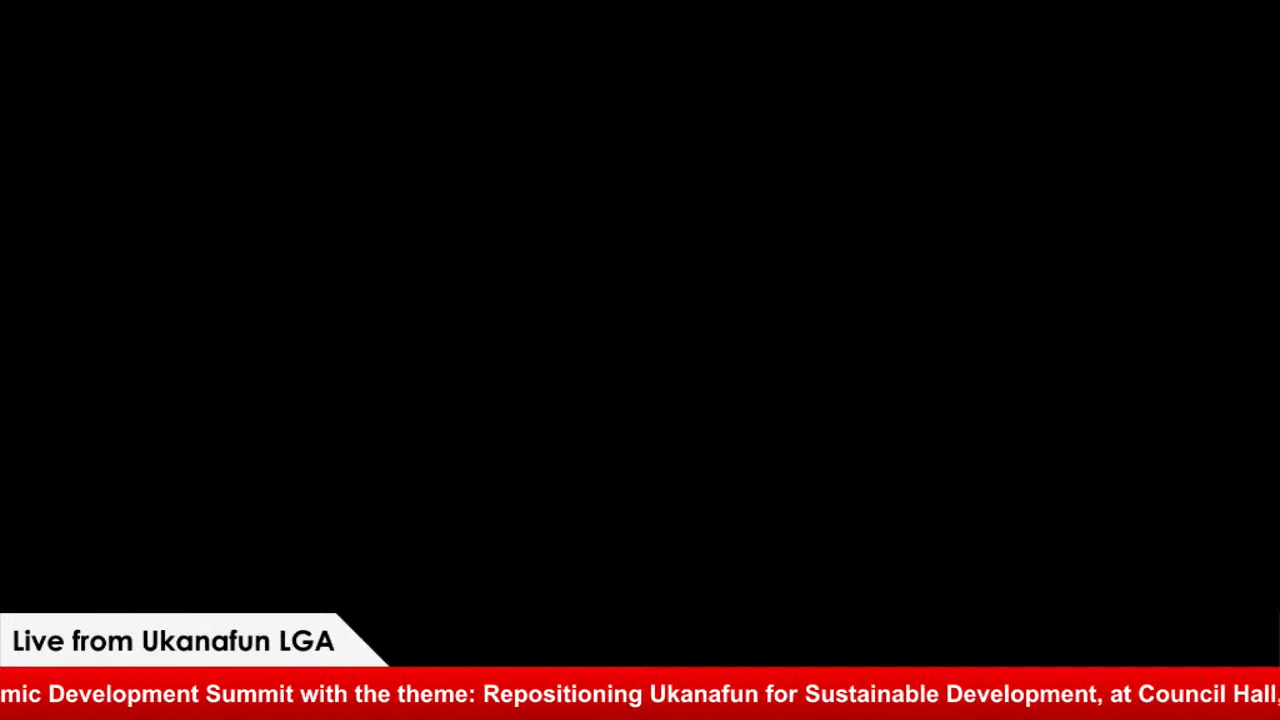 Live from Ukanafun LGA
mic Development Summit with the theme: Repositioning Ukanafun for Sustainable Development, at Council Hall,